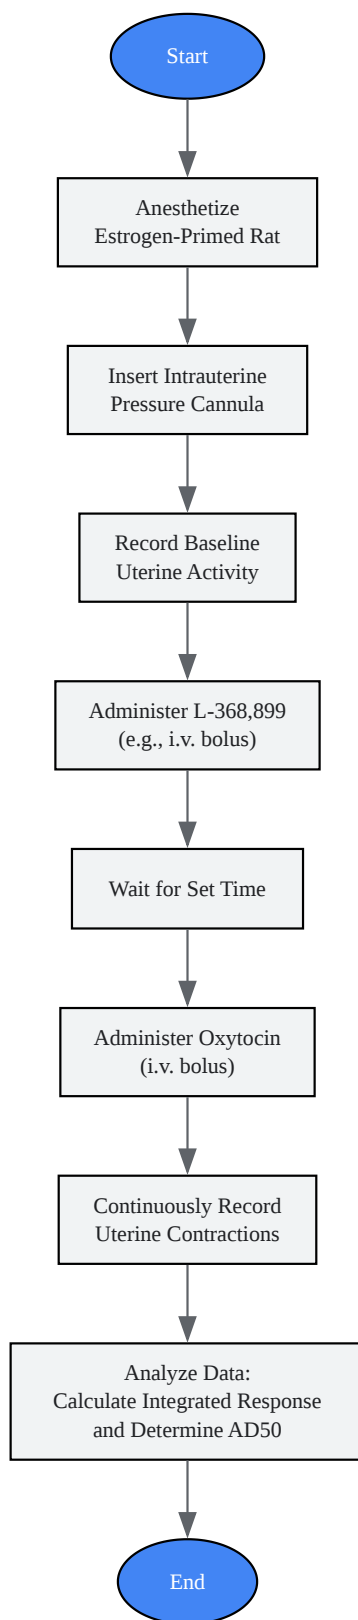 Start
Anesthetize
Estrogen-Primed Rat
Insert Intrauterine
Pressure Cannula
Record Baseline
Uterine Activity
Administer L-368,899
(e.g., i.v. bolus)
Wait for Set Time
Administer Oxytocin
(i.v. bolus)
Continuously Record
Uterine Contractions
Analyze Data:
Calculate Integrated Response
and Determine AD50
End